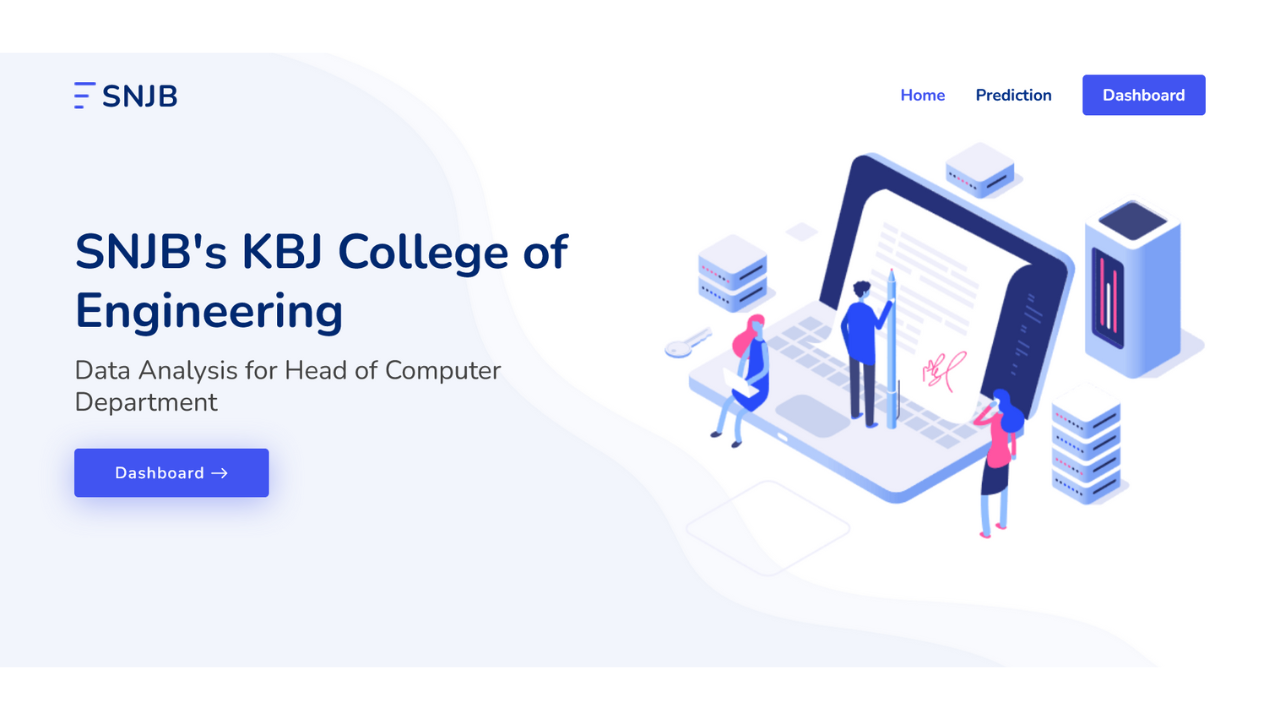 SNJB
Home
Prediction
Dashboard
SNJB's KBJ College of
Engineering
Data Analysis for Head of Computer
Department
Dashboard →